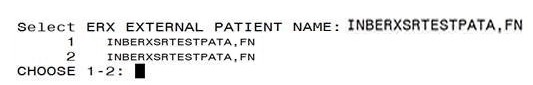 Select ERX EXTERNAL PATIENT NAME: INBERXSRTESTPATA,FN
1 INBERXSRTESTPATA,FN
2 INBERXSRTESTPATA,FN
CHOOSE 1-2: